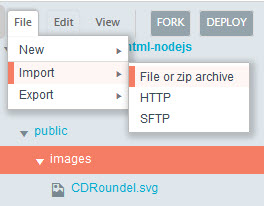 File Edit View FORK DEPLOY
New html-nodejs
Import File or zip archive
Export HTTP
SFTP
public
images
CDRoundel.svg